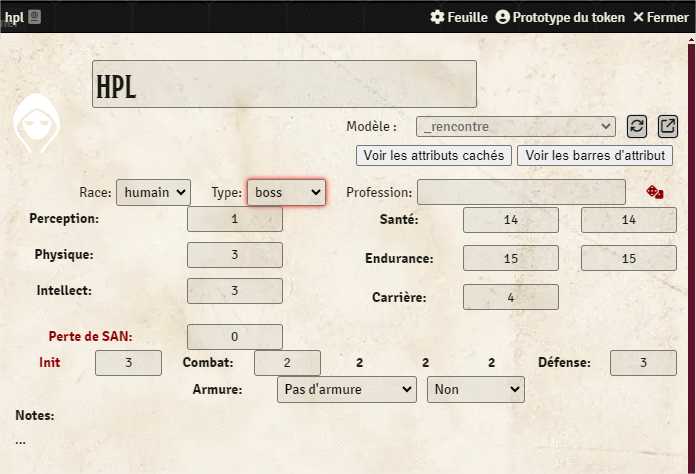 hpl Feuille Prototype du token Fermer
HPL
Modèle : _rencontre
Voir les attributs cachés Voir les barres d'attribut
Race: humain Type: boss Profession:
Perception: 1 Santé: 14 14
Physique: 3 Endurance: 15 15
Intellect: 3 Carrière: 4
Perte de SAN: 0
Init 3 Combat: 2 2 2 2 Défense: 3
Armure: Pas d'armure Non
Notes:
...